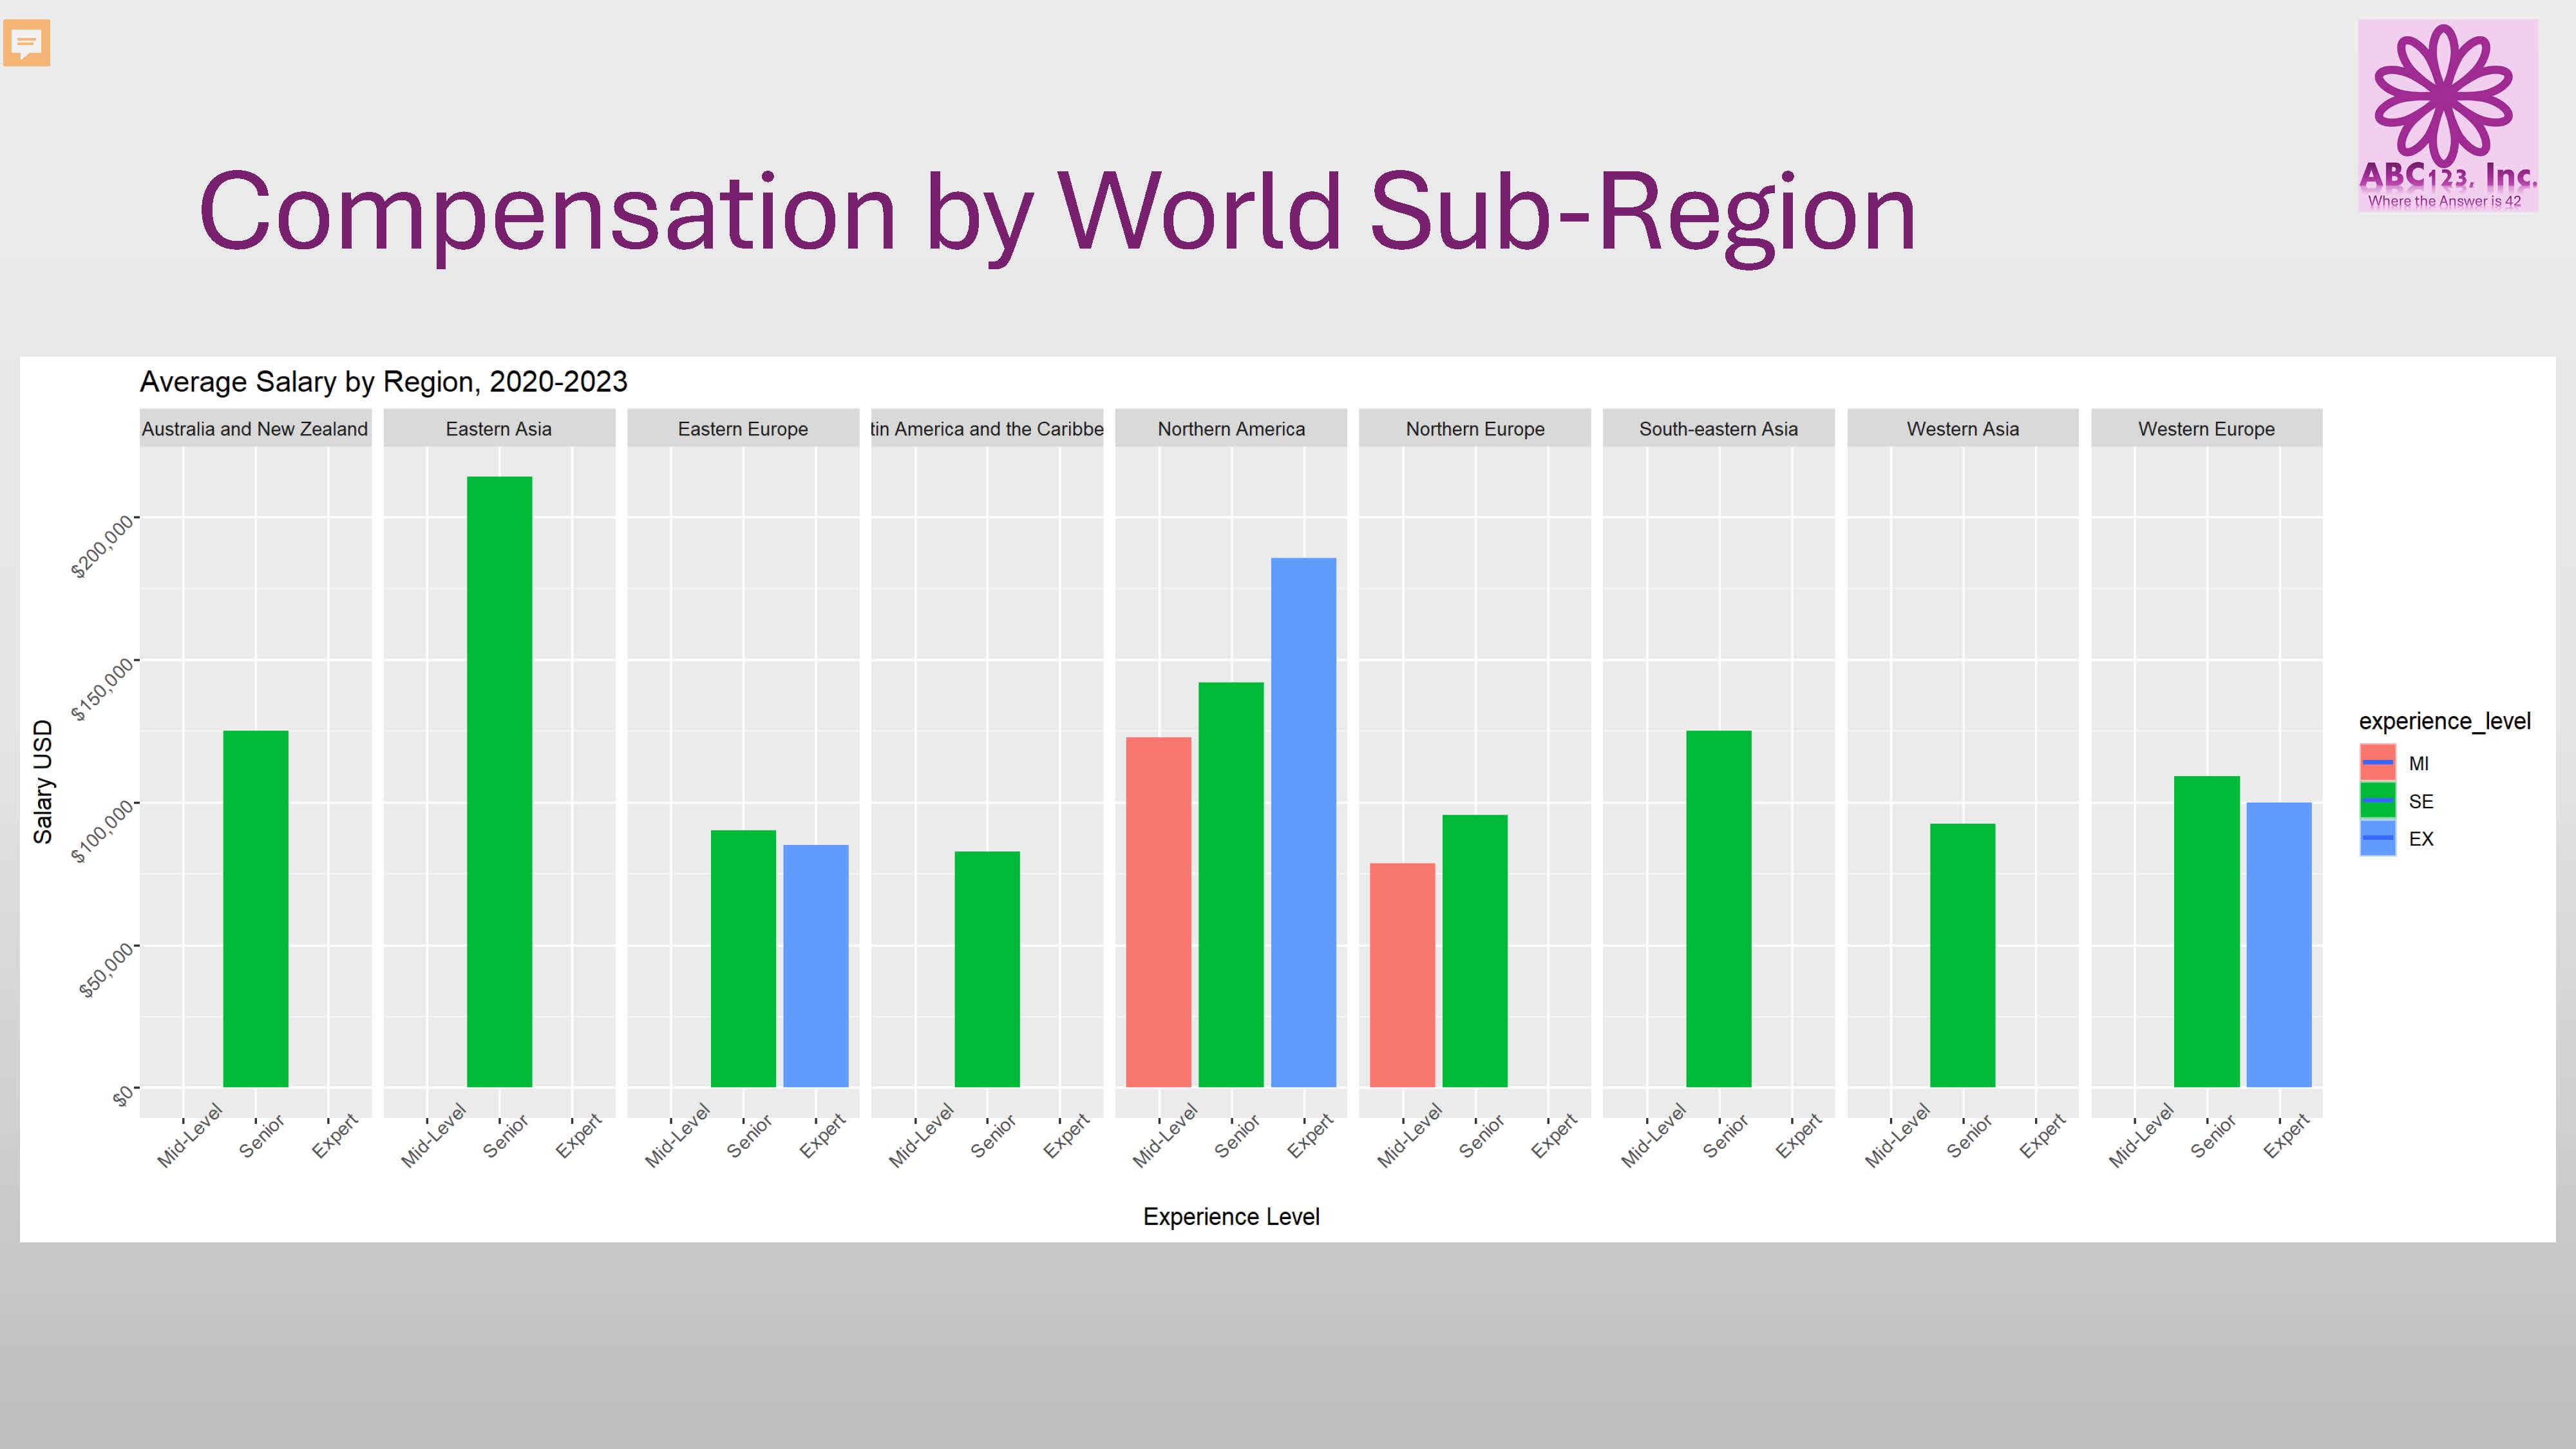 ABC123, Inc.
Where the Answer is 42
Compensation by World Sub-Region
Average Salary by Region, 2020-2023
Australia and New Zealand
Eastern Asia
Eastern Europe
tin America and the Caribbe
Northern America
Northern Europe
South-eastern Asia
Western Asia
Western Europe
$200,000
$150,000
$100,000
$50,000
$0
Salary USD
Mid-Level
Senior
Expert
Mid-Level
Senior
Expert
Mid-Level
Senior
Expert
Mid-Level
Senior
Expert
Mid-Level
Senior
Expert
Mid-Level
Senior
Expert
Mid-Level
Senior
Expert
Mid-Level
Senior
Expert
Mid-Level
Senior
Expert
Experience Level
experience_level
MI
SE
EX